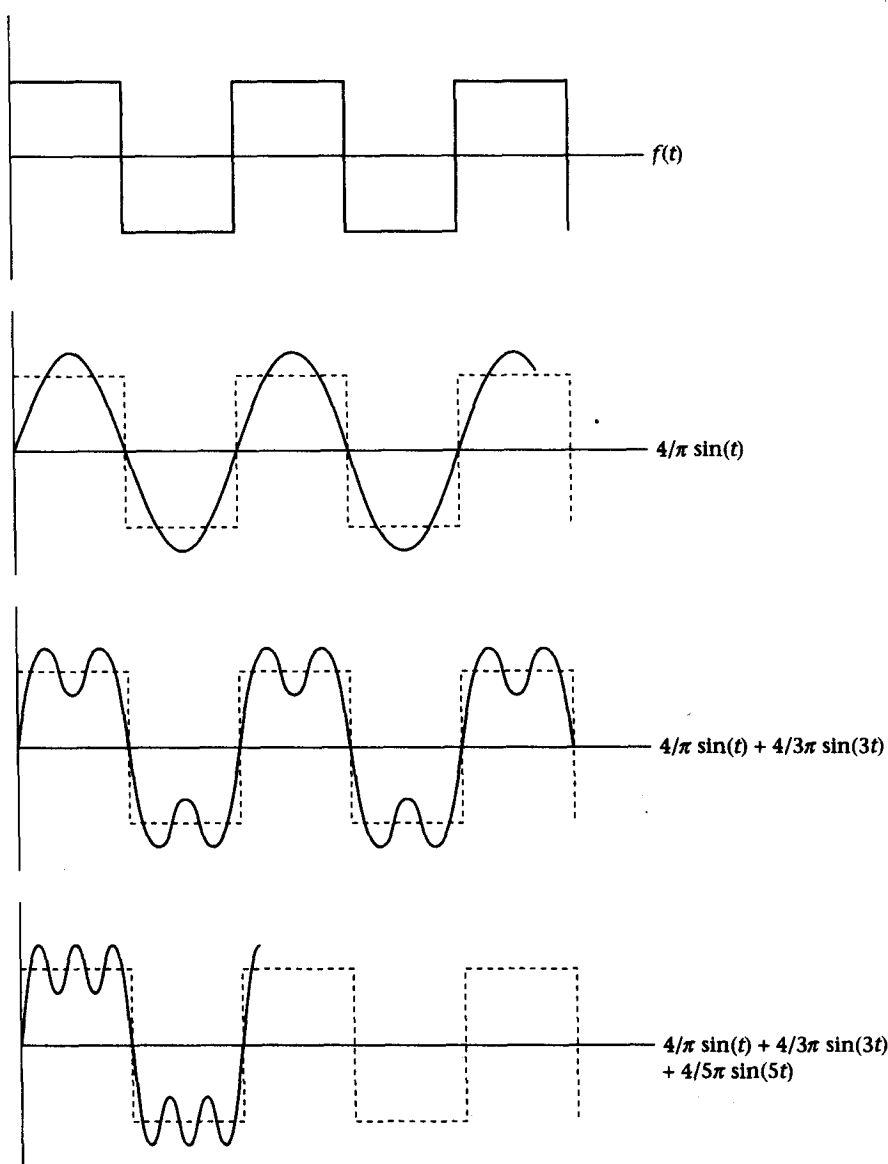 f(t)
4/π sin(t)
4/π sin(t) + 4/3π sin(3t)
4/π sin(t) + 4/3π sin(3t)
+ 4/5π sin(5t)